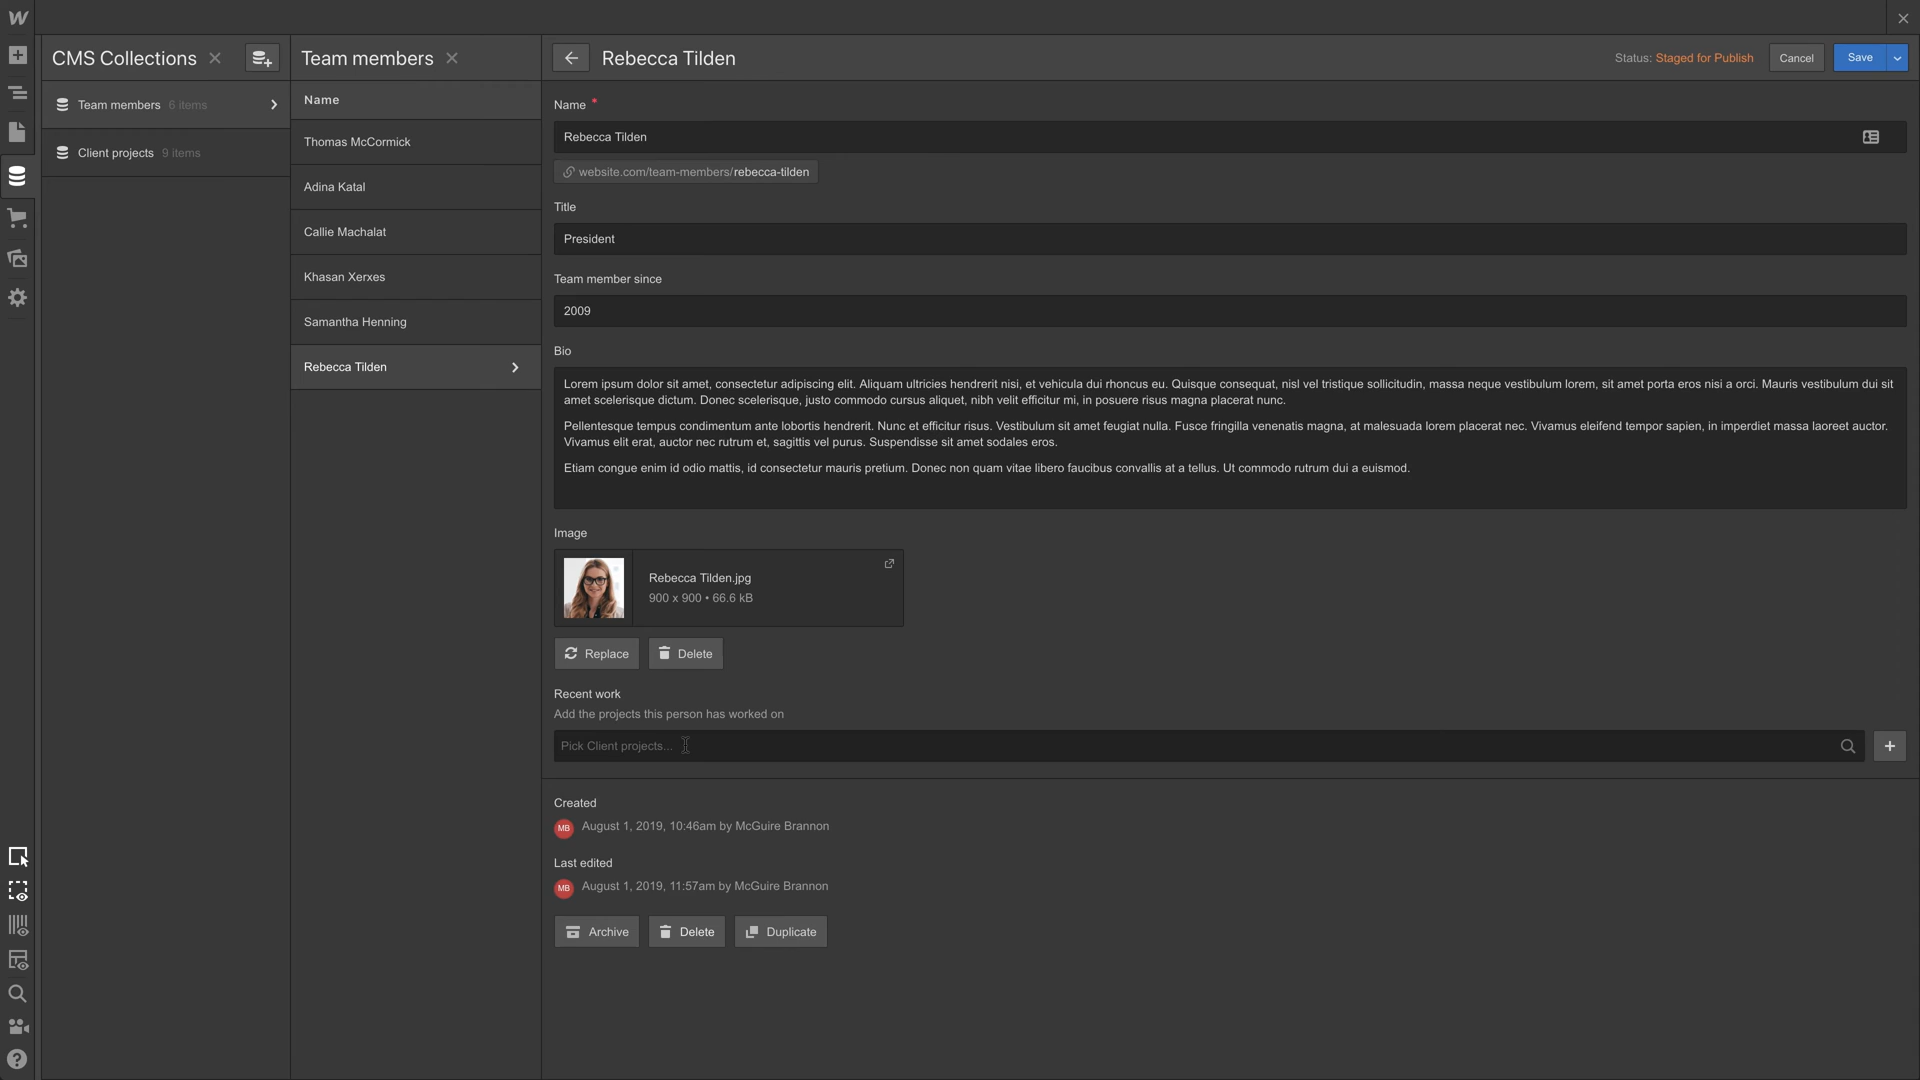 CMS Collections
Team members 6 items
Client projects 9 items
Team members
Name
Thomas McCormick
Adina Katal
Callie Machalat
Khasan Xerxes
Samantha Henning
Rebecca Tilden
Rebecca Tilden
Status: Staged for Publish
Cancel
Save
Name *
Rebecca Tilden
website.com/team-members/rebecca-tilden
Title
President
Team member since
2009
Bio
Lorem ipsum dolor sit amet, consectetur adipiscing elit. Aliquam ultricies hendrerit nisi, et vehicula dui rhoncus eu. Quisque consequat, nisl vel tristique sollicitudin, massa neque vestibulum lorem, sit amet porta eros nisi a orci. Mauris vestibulum dui sit
amet scelerisque dictum. Donec scelerisque, justo commodo cursus aliquet, nibh velit efficitur mi, in posuere risus magna placerat nunc.
Pellentesque tempus condimentum ante lobortis hendrerit. Nunc et efficitur risus. Vestibulum sit amet feugiat nulla. Fusce fringilla venenatis magna, at malesuada lorem placerat nec. Vivamus eleifend tempor sapien, in imperdiet massa laoreet auctor.
Vivamus elit erat, auctor nec rutrum et, sagittis vel purus. Suspendisse sit amet sodales eros.
Etiam congue enim id odio mattis, id consectetur mauris pretium. Donec non quam vitae libero faucibus convallis at a tellus. Ut commodo rutrum dui a euismod.
Image
Rebecca Tilden.jpg
900 x 900 • 66.6 kB
Replace
Delete
Recent work
Add the projects this person has worked on
Pick Client projects...
Created
MB August 1, 2019, 10:46am by McGuire Brannon
Last edited
MB August 1, 2019, 11:57am by McGuire Brannon
Archive
Delete
Duplicate